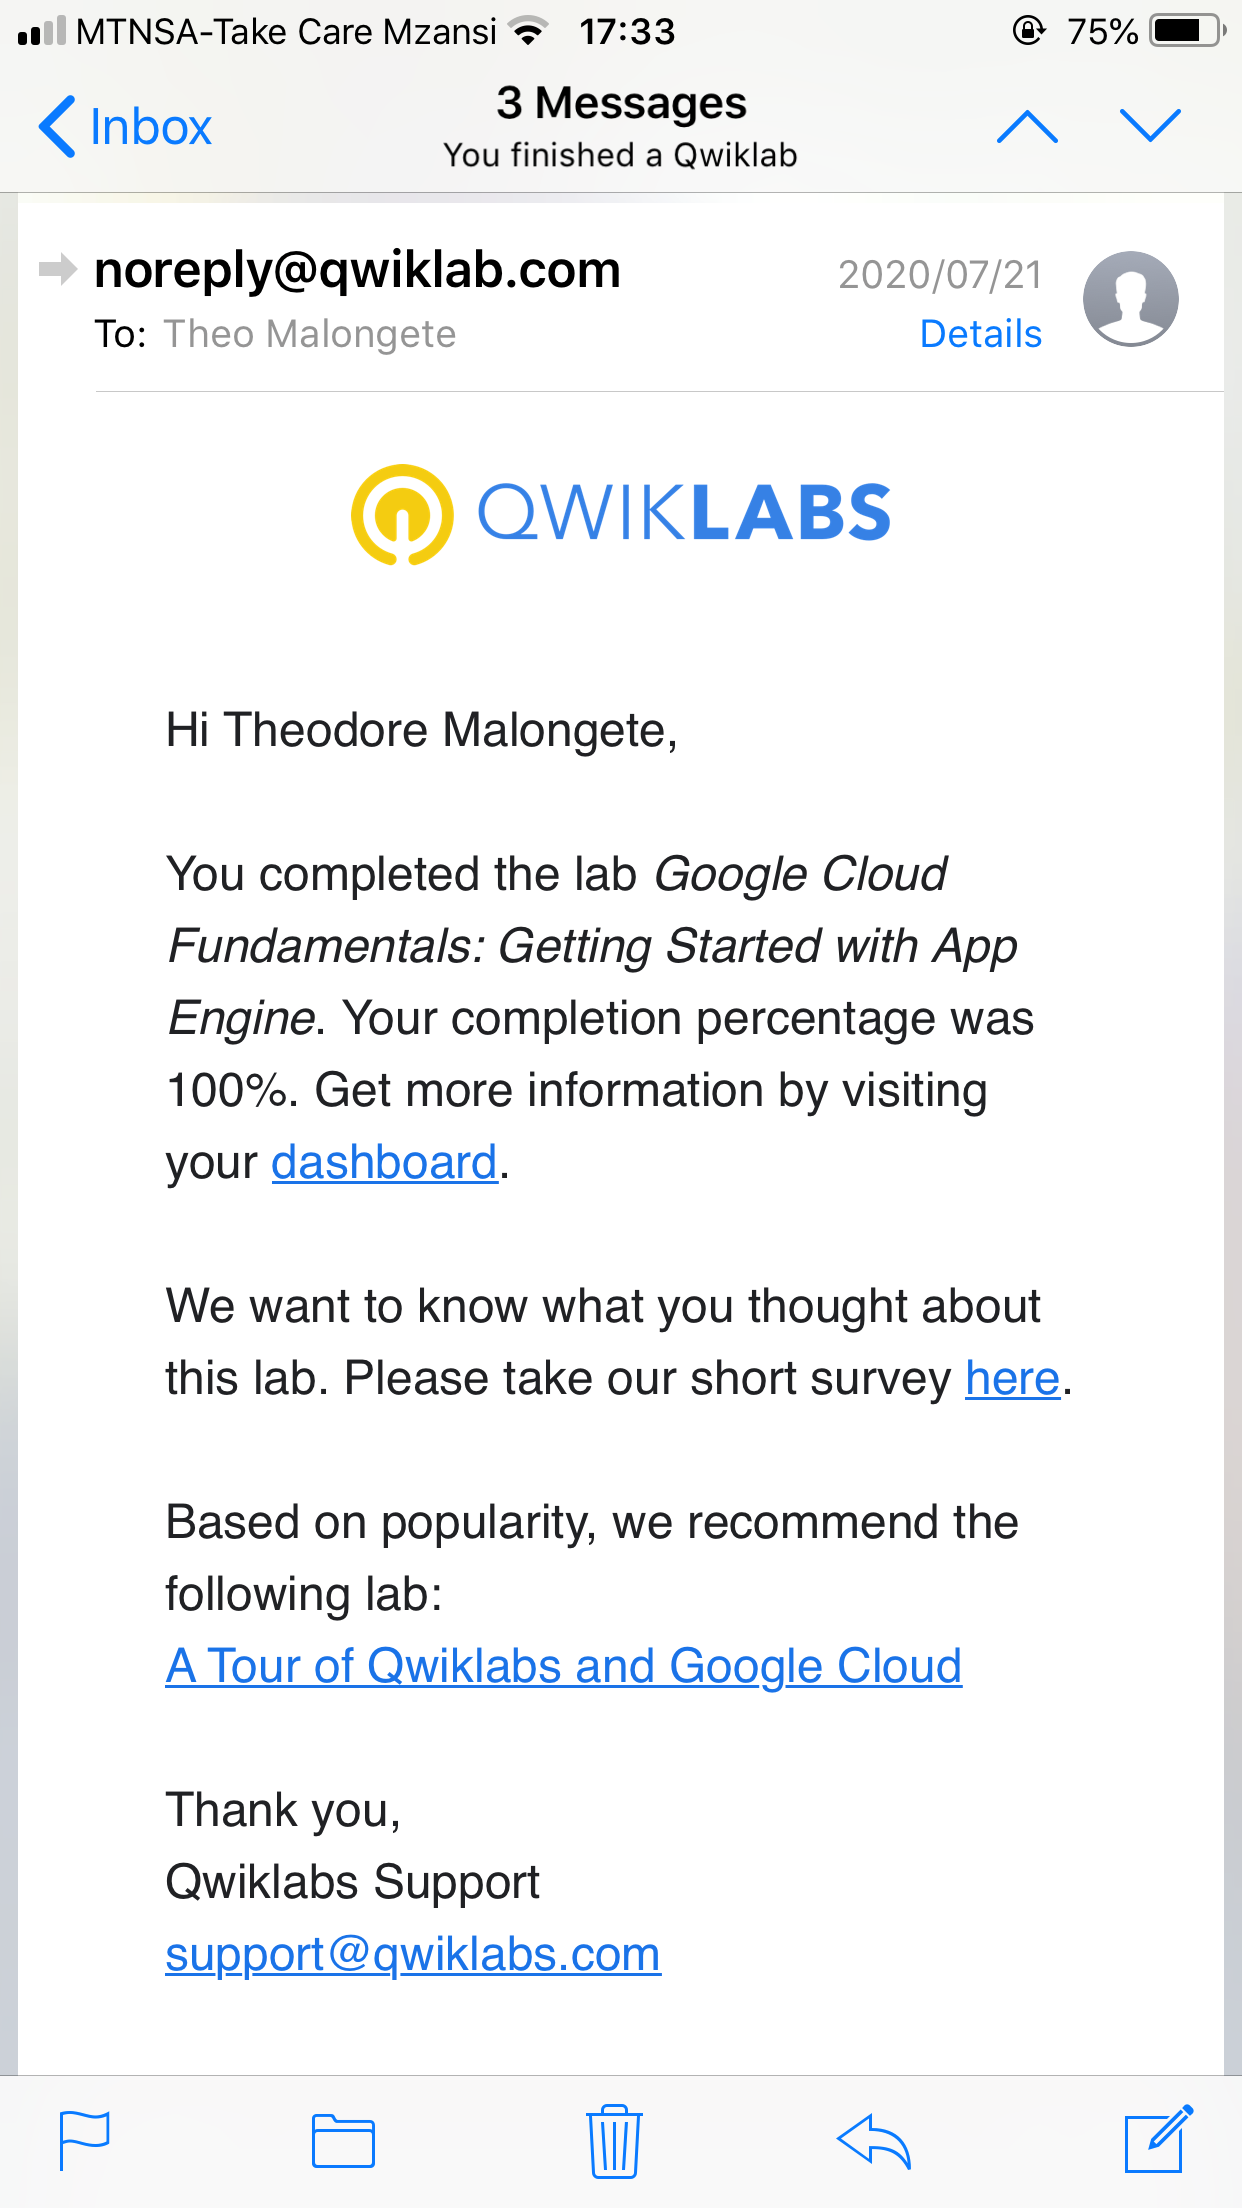 MTNSA-Take Care Mzansi 17:33 75%
Inbox
3 Messages
You finished a Qwiklab
noreply@qwiklab.com 2020/07/21
To: Theo Malongete Details
QWIKLABS
Hi Theodore Malongete,
You completed the lab Google Cloud
Fundamentals: Getting Started with App
Engine. Your completion percentage was
100%. Get more information by visiting
your dashboard.
We want to know what you thought about
this lab. Please take our short survey here.
Based on popularity, we recommend the
following lab:
A Tour of Qwiklabs and Google Cloud
Thank you,
Qwiklabs Support
support@qwiklabs.com